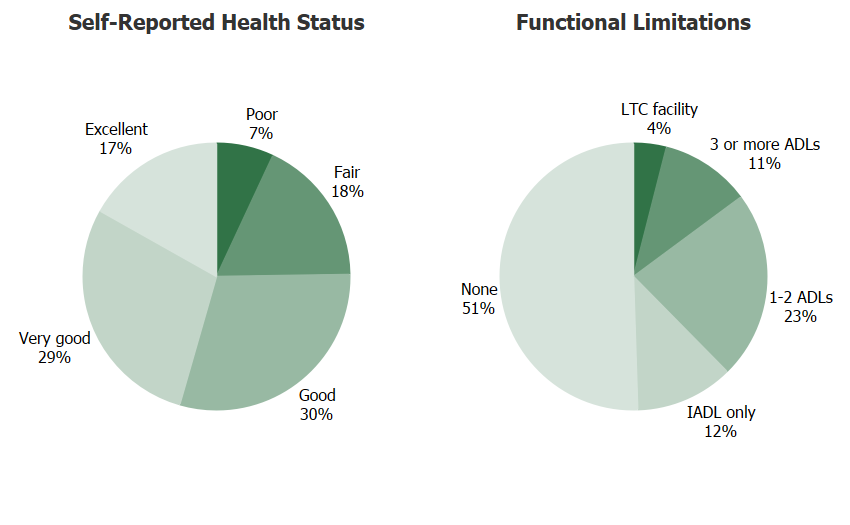 Self-Reported Health Status
Poor
7%
Fair
18%
Good
30%
Very good
29%
Excellent
17%
Functional Limitations
LTC facility
4%
3 or more ADLs
11%
1-2 ADLs
23%
IADL only
12%
None
51%